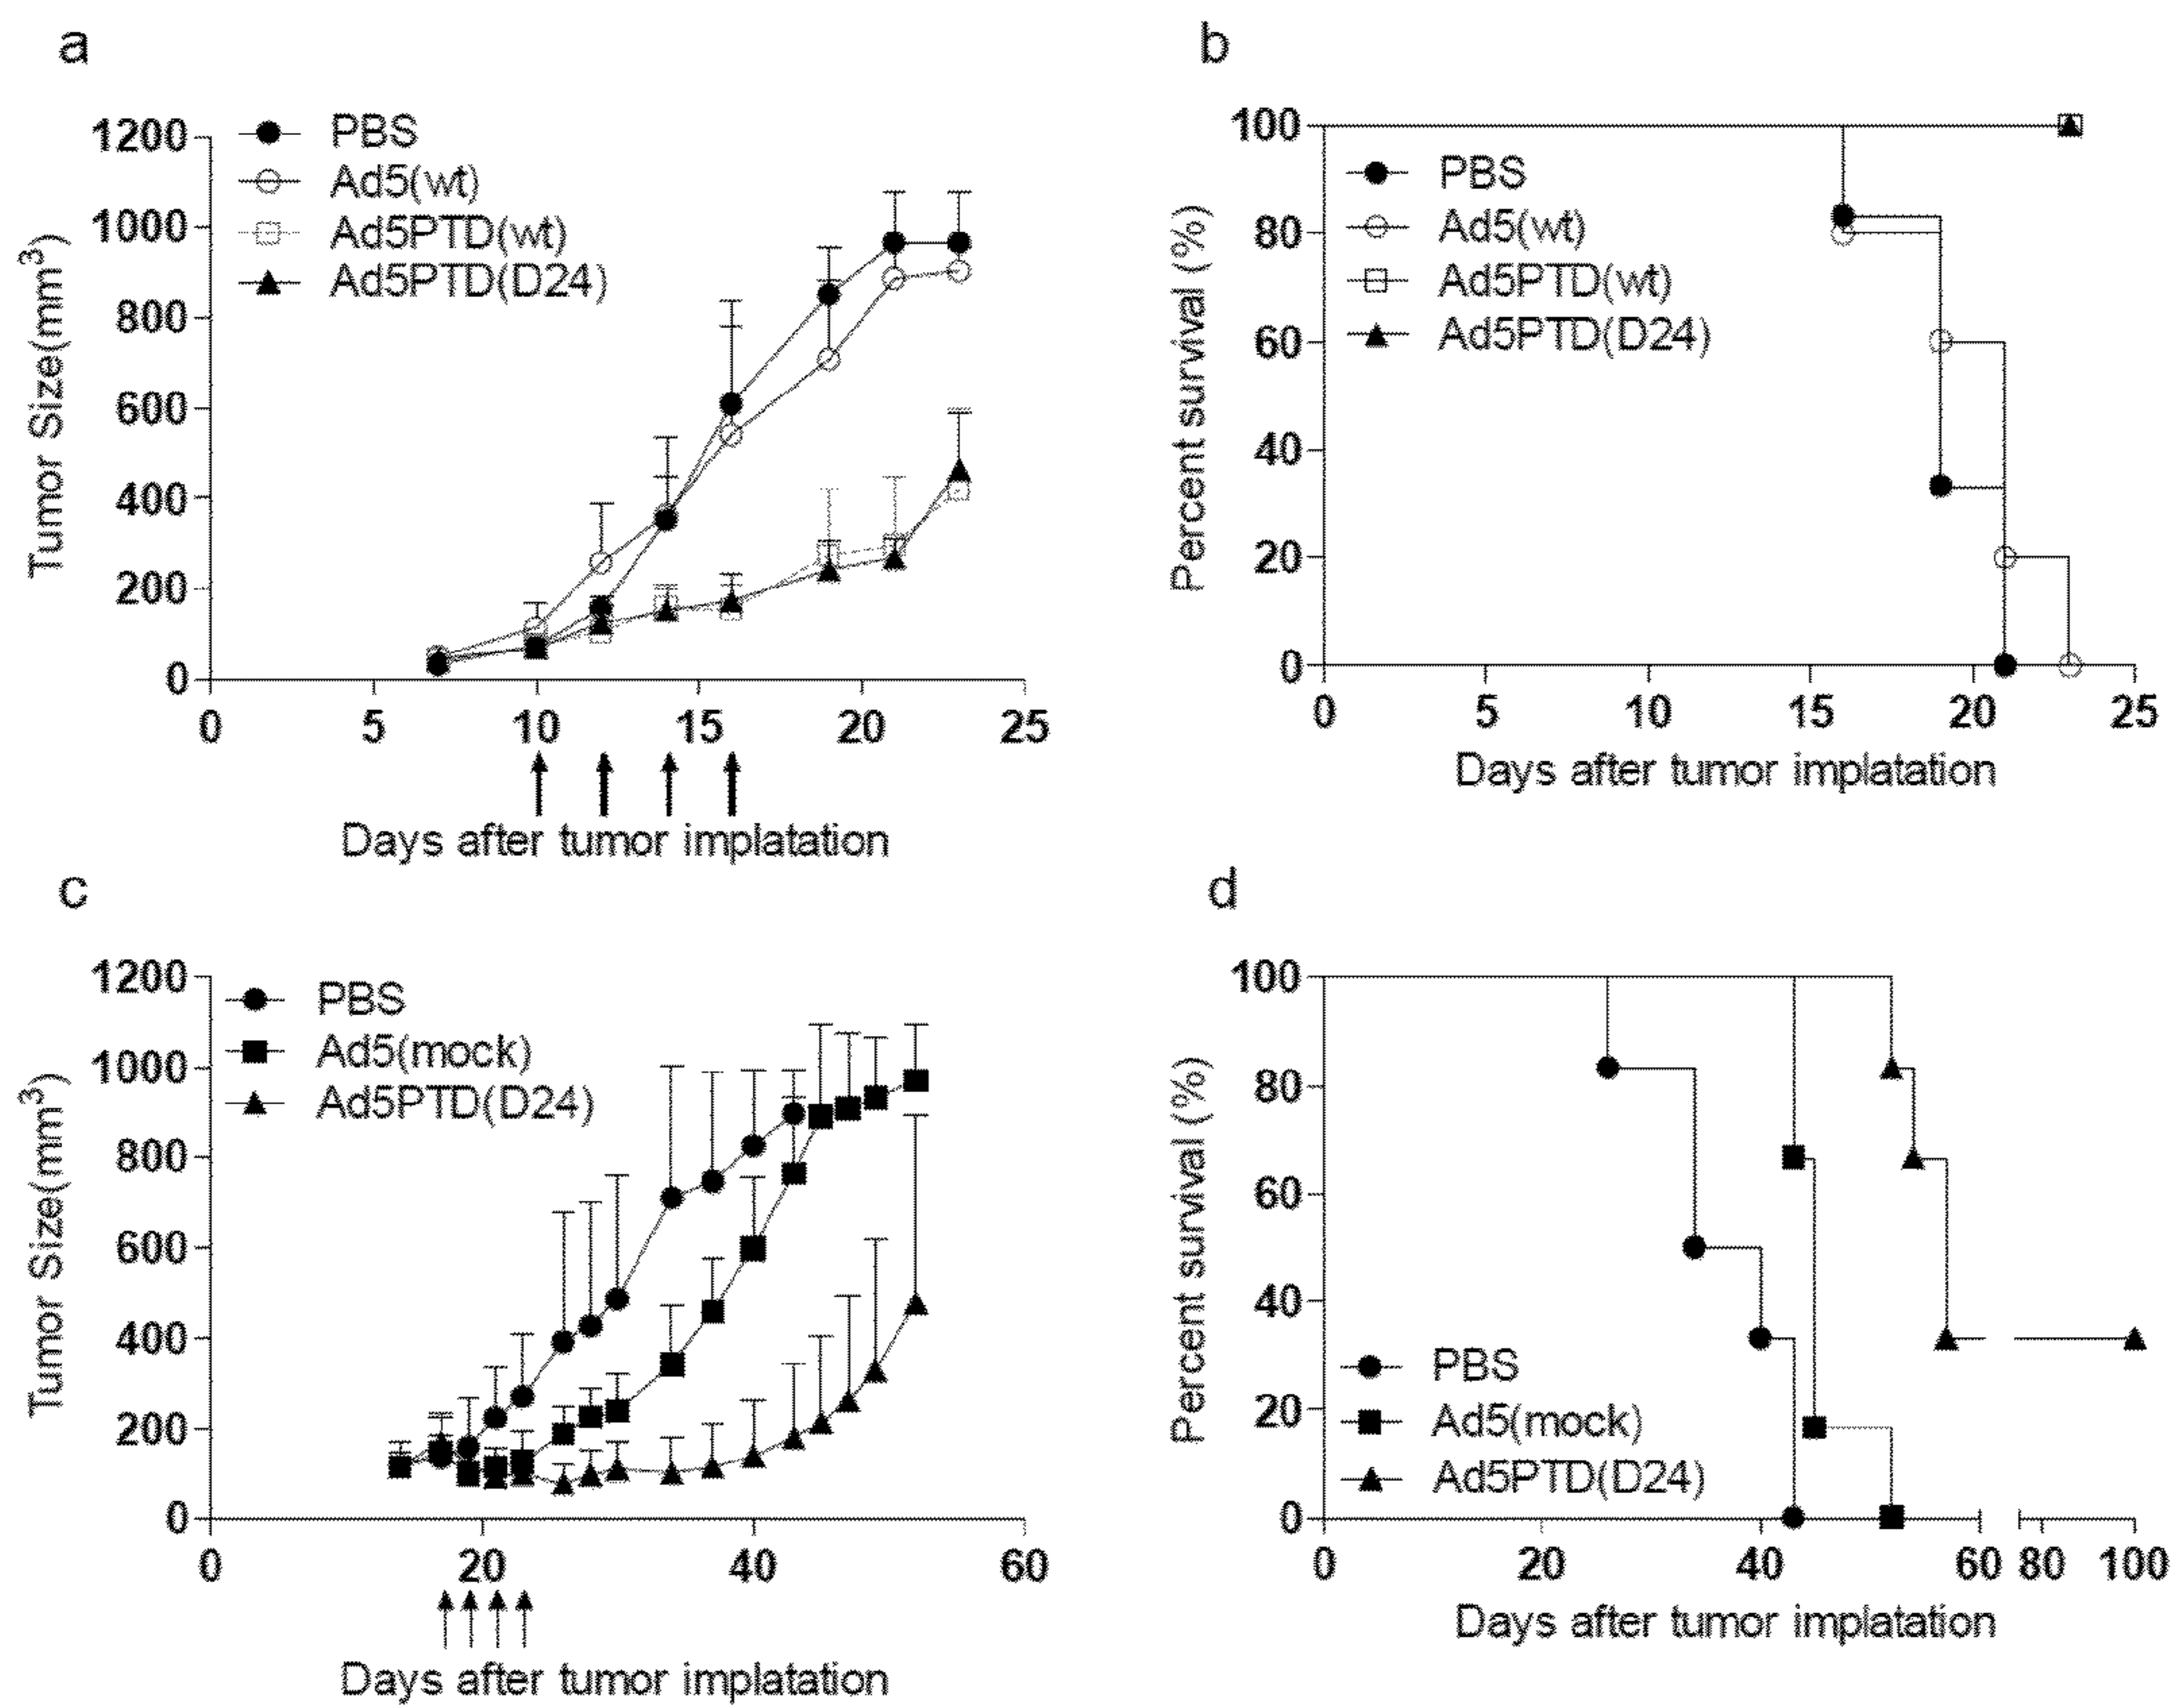 a
1200
1000
800
600
400
200
0
Tumor Size(mm³)
PBS
Ad5(wt)
Ad5PTD(wt)
Ad5PTD(D24)
0 5 10 15 20 25
Days after tumor implatation
b
100
80
60
40
20
0
Percent survival (%)
PBS
Ad5(wt)
Ad5PTD(wt)
Ad5PTD(D24)
0 5 10 15 20 25
Days after tumor implatation
c
1200
1000
800
600
400
200
0
Tumor Size(mm³)
PBS
Ad5(mock)
Ad5PTD(D24)
0 20 40 60
Days after tumor implatation
d
100
80
60
40
20
0
Percent survival (%)
PBS
Ad5(mock)
Ad5PTD(D24)
0 20 40 60 80 100
Days after tumor implatation